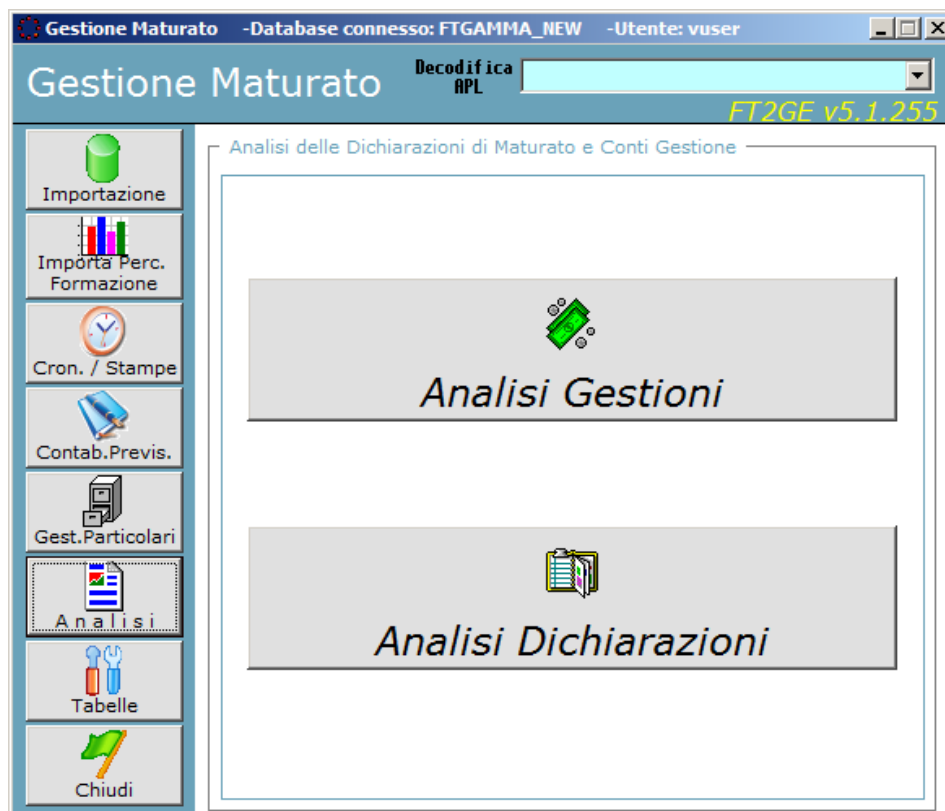 Gestione Maturato   -Database connesso: FTGAMMA_NEW   -Utente: vuser
Gestione Maturato
Decodifica
APL
FT2GE v5.1.255
Importazione
Importa Perc.
Formazione
Cron. / Stampe
Contab.Previs.
Gest.Particolari
A n a l i s i
Tabelle
Chiudi
Analisi delle Dichiarazioni di Maturato e Conti Gestione
Analisi Gestioni
Analisi Dichiarazioni